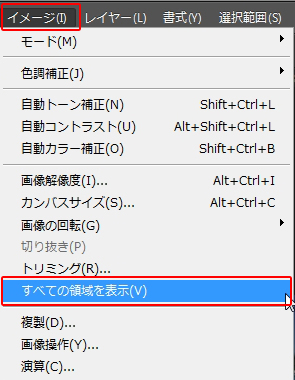 イメージ(I) レイヤー(L) 書式(Y) 選択範囲(S)
モード(M)
色調補正(J)
自動トーン補正(N) Shift+Ctrl+L
自動コントラスト(U) Alt+Shift+Ctrl+L
自動カラー補正(O) Shift+Ctrl+B
画像解像度(I)... Alt+Ctrl+I
カンバスサイズ(S)... Alt+Ctrl+C
画像の回転(G)
切り抜き(P)
トリミング(R)...
すべての領域を表示(V)
複製(D)...
画像操作(Y)...
演算(C)...